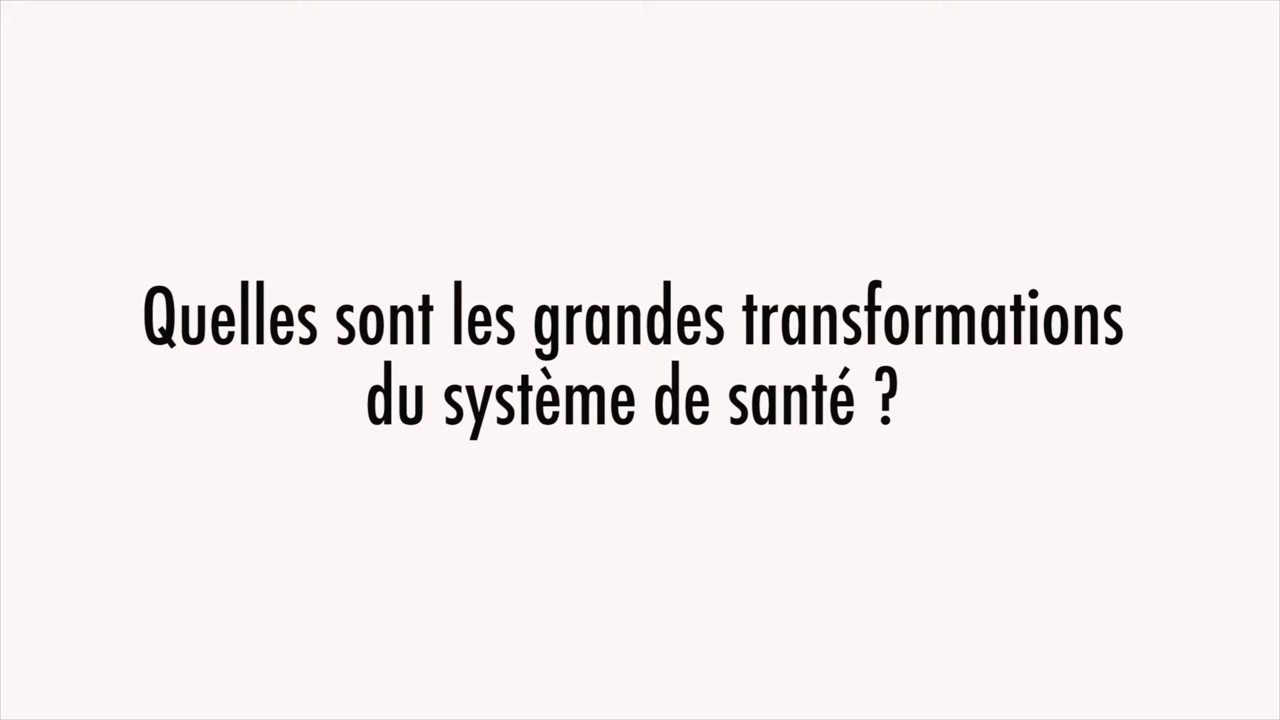 Quelles sont les grandes transformations
du système de santé ?